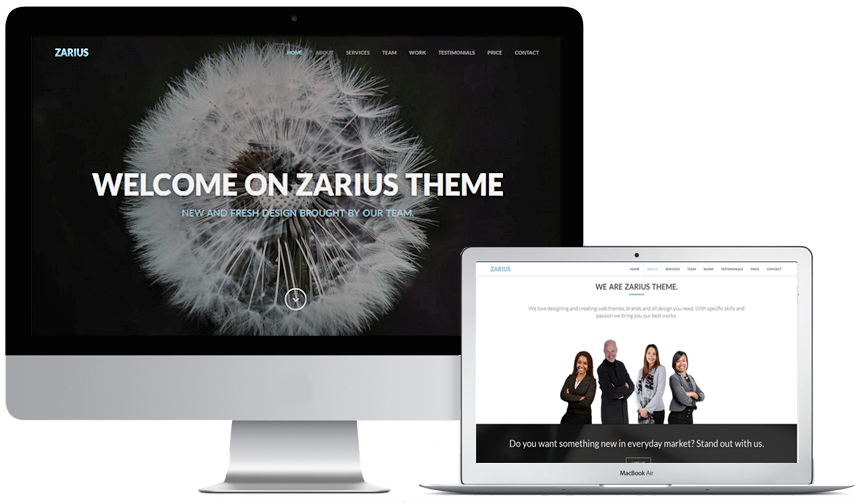 ZARIUS
HOME ABOUT SERVICES TEAM WORK TESTIMONIALS PRICE CONTACT
WELCOME ON ZARIUS THEME
NEW AND FRESH DESIGN BROUGHT BY OUR TEAM.
ZARIUS
HOME ABOUT SERVICES TEAM WORK TESTIMONIALS PRICE CONTACT
WE ARE ZARIUS THEME.
We love designing and creating web themes, brands and all design you need. With specific skills and
passion we bring you our best works.
Do you want something new in everyday market? Stand out with us.
MacBook Air